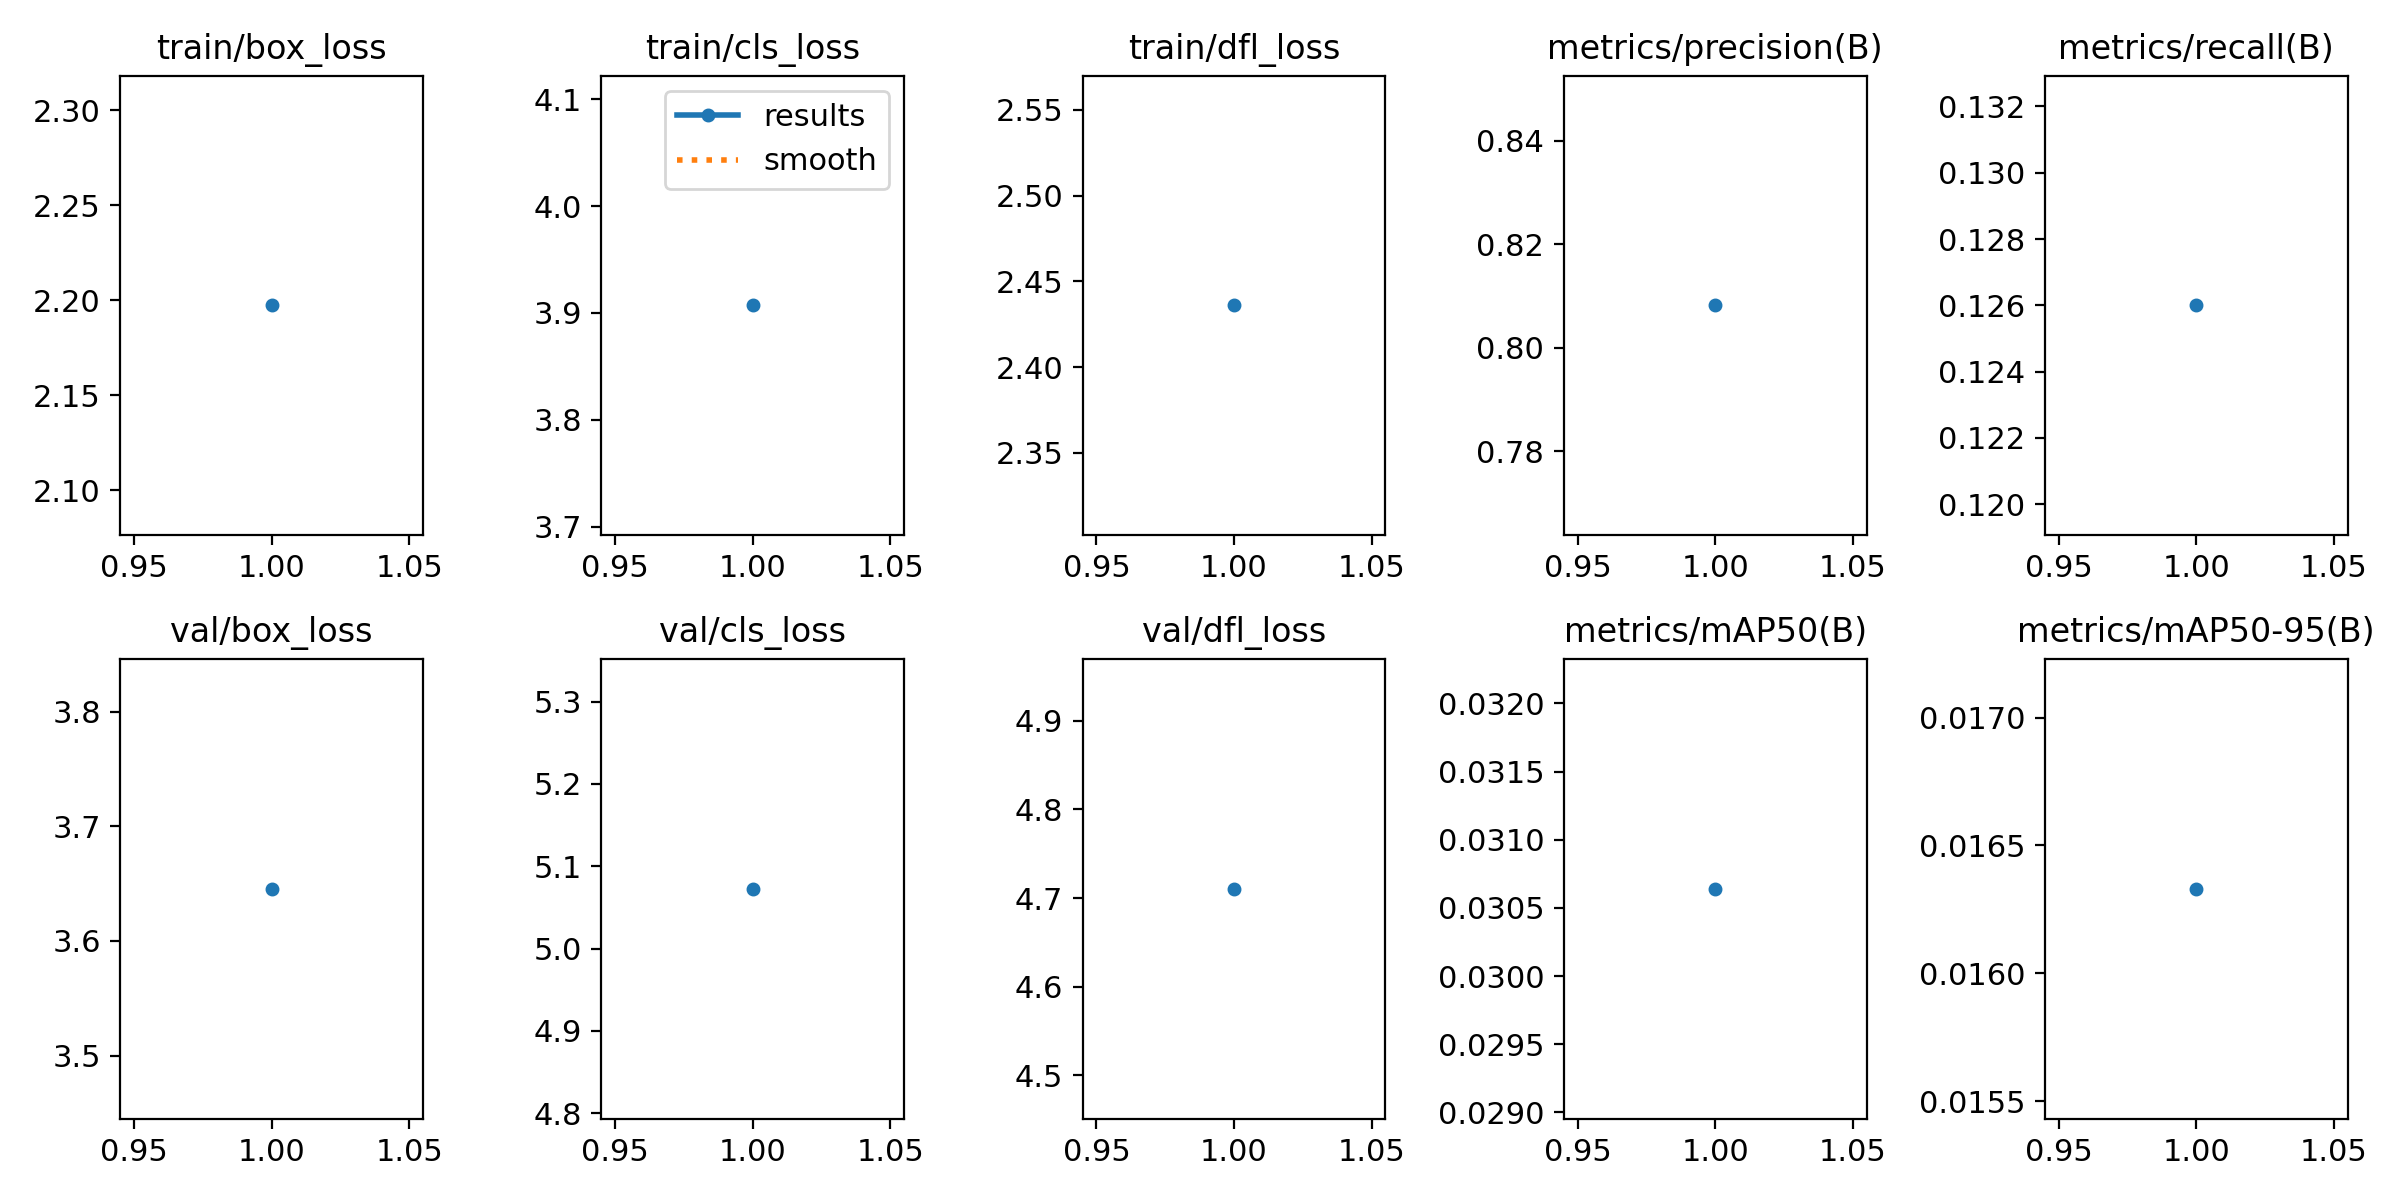 train/box_loss
2.30
2.25
2.20
2.15
2.10
0.95 1.00 1.05
train/cls_loss
results
smooth
4.1
4.0
3.9
3.8
3.7
0.95 1.00 1.05
train/dfl_loss
2.55
2.50
2.45
2.40
2.35
0.95 1.00 1.05
metrics/precision(B)
0.84
0.82
0.80
0.78
0.95 1.00 1.05
metrics/recall(B)
0.132
0.130
0.128
0.126
0.124
0.122
0.120
0.95 1.00 1.05
val/box_loss
3.8
3.7
3.6
3.5
0.95 1.00 1.05
val/cls_loss
5.3
5.2
5.1
5.0
4.9
4.8
0.95 1.00 1.05
val/dfl_loss
4.9
4.8
4.7
4.6
4.5
0.95 1.00 1.05
metrics/mAP50(B)
0.0320
0.0315
0.0310
0.0305
0.0300
0.0295
0.0290
0.95 1.00 1.05
metrics/mAP50-95(B)
0.0170
0.0165
0.0160
0.0155
0.95 1.00 1.05